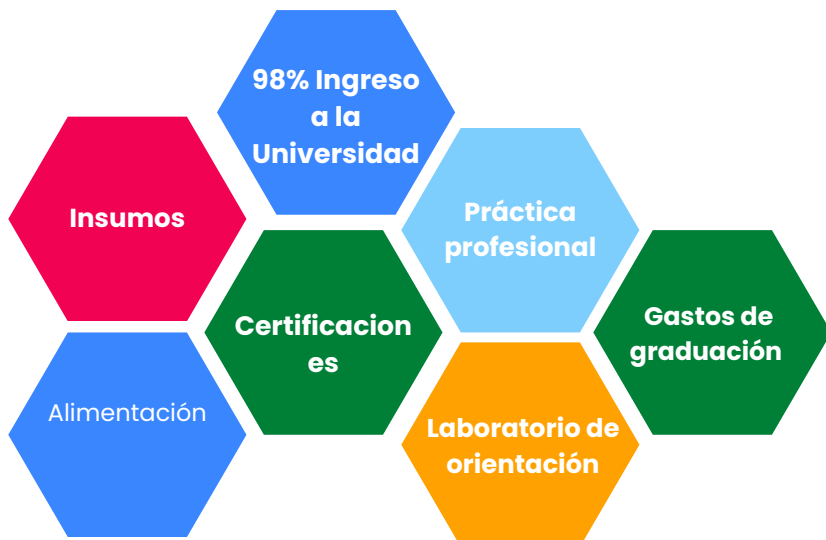 98% Ingreso
a la
Universidad
Insumos
Práctica
profesional
Certificacion
es
Gastos de
graduación
Alimentación
Laboratorio de
orientación